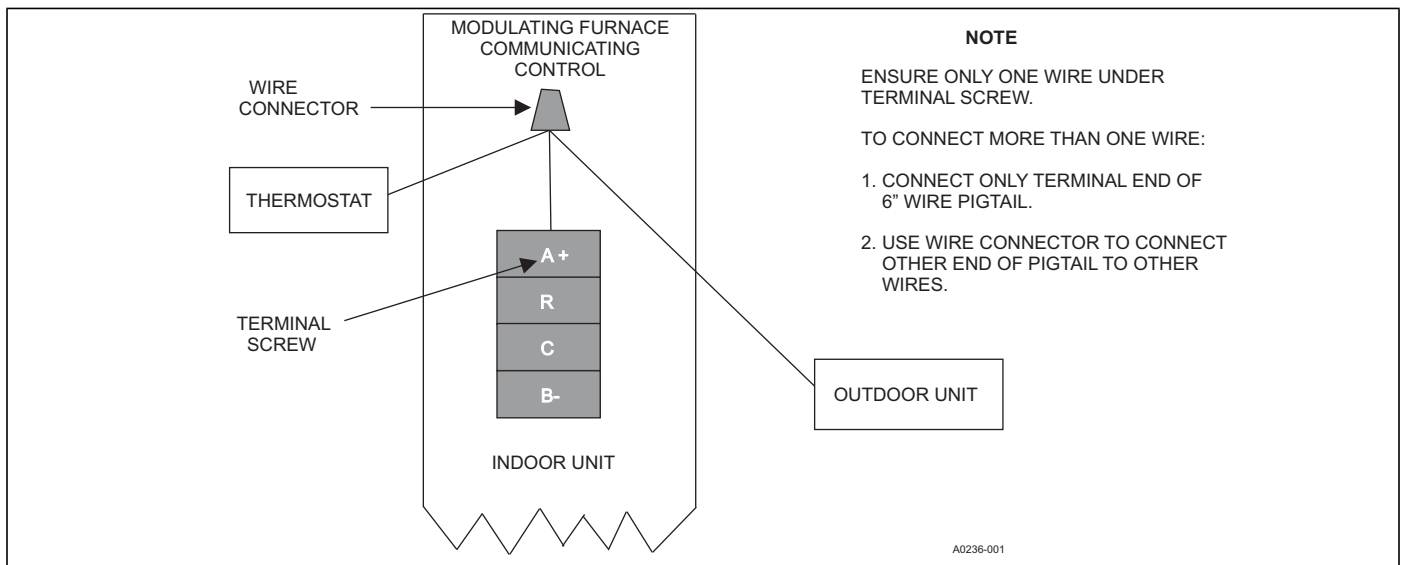 MODULATING FURNACE
COMMUNICATING
CONTROL
WIRE
CONNECTOR
THERMOSTAT
TERMINAL
SCREW
A +
R
C
B-
INDOOR UNIT
OUTDOOR UNIT
NOTE
ENSURE ONLY ONE WIRE UNDER
TERMINAL SCREW.
TO CONNECT MORE THAN ONE WIRE:
1. CONNECT ONLY TERMINAL END OF
6” WIRE PIGTAIL.
2. USE WIRE CONNECTOR TO CONNECT
OTHER END OF PIGTAIL TO OTHER
WIRES.
A0236-001